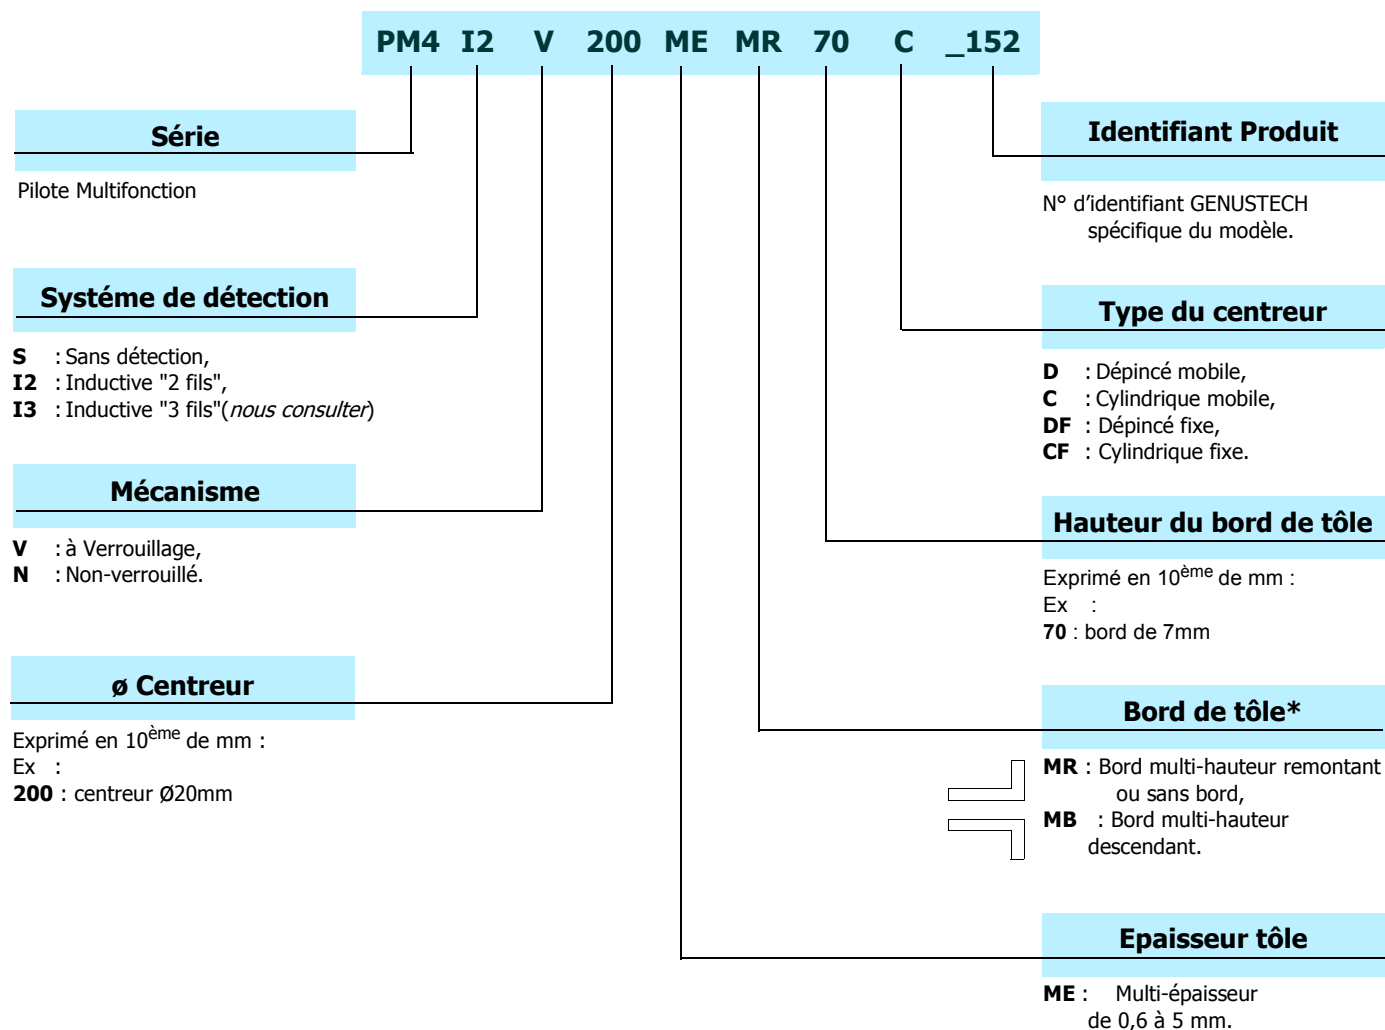 PM4 I2 V 200 ME MR 70 C _152
Série
Pilote Multifonction
Systéme de détection
S : Sans détection,
I2 : Inductive "2 fils",
I3 : Inductive "3 fils"(nous consulter)
Mécanisme
V : à Verrouillage,
N : Non-verrouillé.
ø Centreur
Exprimé en 10ème de mm :
Ex :
200 : centreur Ø20mm
Identifiant Produit
N° d’identifiant GENUSTECH
spécifique du modèle.
Type du centreur
D : Dépincé mobile,
C : Cylindrique mobile,
DF : Dépincé fixe,
CF : Cylindrique fixe.
Hauteur du bord de tôle
Exprimé en 10ème de mm :
Ex :
70 : bord de 7mm
Bord de tôle*
MR : Bord multi-hauteur remontant
ou sans bord,
MB : Bord multi-hauteur
descendant.
Epaisseur tôle
ME : Multi-épaisseur
de 0,6 à 5 mm.